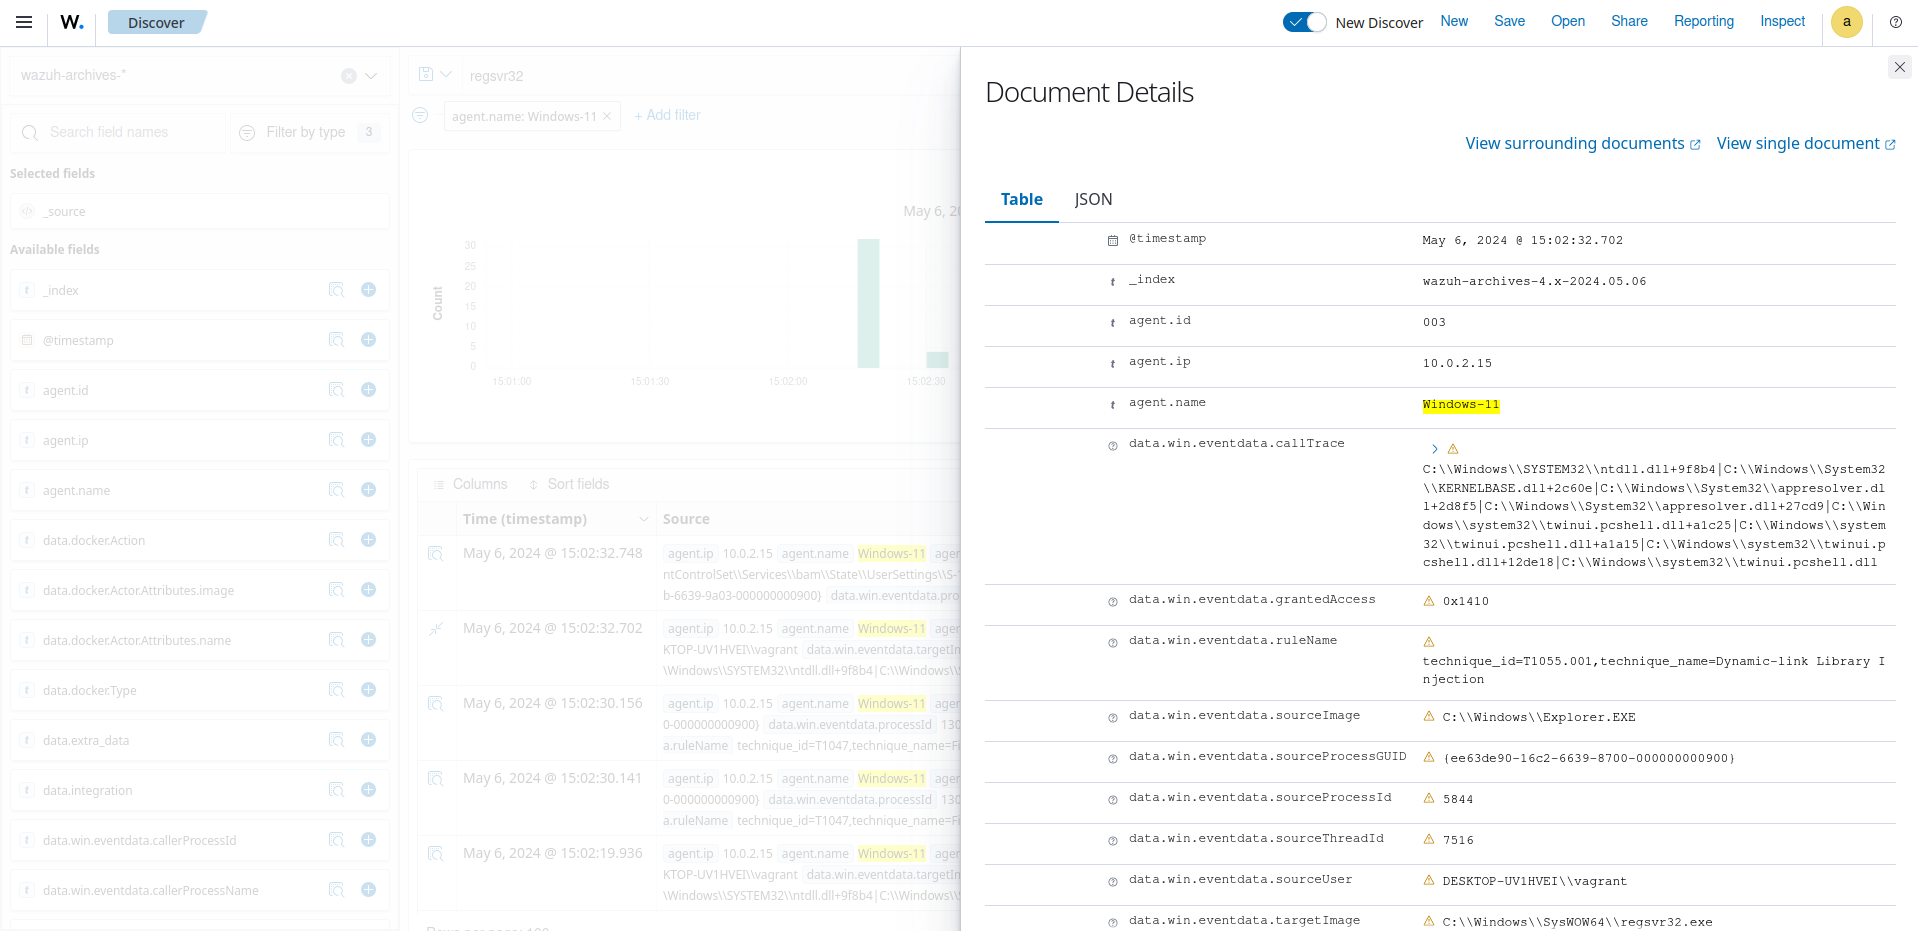 W.
Discover
New Discover
New
Save
Open
Share
Reporting
Inspect
a
wazuh-archives-*
Search field names
Filter by type 3
Selected fields
_source
Available fields
_index
@timestamp
agent.id
agent.ip
agent.name
data.docker.Action
data.docker.Actor.Attributes.image
data.docker.Actor.Attributes.name
data.docker.Type
data.extra_data
data.integration
data.win.eventdata.callerProcessId
data.win.eventdata.callerProcessName
regsvr32
agent.name: Windows-11
+ Add filter
May 6, 20
Count
30
25
20
15
10
5
0
15:01:00
15:01:30
15:02:00
15:02:30
Columns
Sort fields
Time (timestamp)
Source
May 6, 2024 @ 15:02:32.748
agent.ip 10.0.2.15 agent.name Windows-11 agen
ntControlSet\\Services\\bam\\State\\UserSettings\\S-1
b-6639-9a03-000000000900} data.win.eventdata.pro
May 6, 2024 @ 15:02:32.702
agent.ip 10.0.2.15 agent.name Windows-11 agen
KTOP-UV1HVEI\\vagrant data.win.eventdata.targetIn
\Windows\\SYSTEM32\\ntdll.dll+9f8b4|C:\\Windows\\S
May 6, 2024 @ 15:02:30.156
agent.ip 10.0.2.15 agent.name Windows-11 agen
0-000000000900} data.win.eventdata.processId 130
a.ruleName technique_id=T1047,technique_name=Fi
May 6, 2024 @ 15:02:30.141
agent.ip 10.0.2.15 agent.name Windows-11 agen
0-000000000900} data.win.eventdata.processId 130
a.ruleName technique_id=T1047,technique_name=Fi
May 6, 2024 @ 15:02:19.936
agent.ip 10.0.2.15 agent.name Windows-11 agen
KTOP-UV1HVEI\\vagrant data.win.eventdata.targetIn
\Windows\\SYSTEM32\\ntdll.dll+9f8b4|C:\\Windows\\S
Document Details
View surrounding documents
View single document
Table
JSON
@timestamp
May 6, 2024 @ 15:02:32.702
_index
wazuh-archives-4.x-2024.05.06
agent.id
003
agent.ip
10.0.2.15
agent.name
Windows-11
data.win.eventdata.callTrace
C:\\Windows\\SYSTEM32\\ntdll.dll+9f8b4|C:\\Windows\\System32
\\KERNELBASE.dll+2c60e|C:\\Windows\\System32\\appresolver.dl
l+2d8f5|C:\\Windows\\System32\\appresolver.dll+27cd9|C:\\Win
dows\\system32\\twinui.pcshell.dll+a1c25|C:\\Windows\\system
32\\twinui.pcshell.dll+a1a15|C:\\Windows\\system32\\twinui.p
cshell.dll+12de18|C:\\Windows\\system32\\twinui.pcshell.dll
data.win.eventdata.grantedAccess
0x1410
data.win.eventdata.ruleName
technique_id=T1055.001,technique_name=Dynamic-link Library I
njection
data.win.eventdata.sourceImage
C:\\Windows\\Explorer.EXE
data.win.eventdata.sourceProcessGUID
{ee63de90-16c2-6639-8700-000000000900}
data.win.eventdata.sourceProcessId
5844
data.win.eventdata.sourceThreadId
7516
data.win.eventdata.sourceUser
DESKTOP-UV1HVEI\\vagrant
data.win.eventdata.targetImage
C:\\Windows\\SysWOW64\\regsvr32.exe